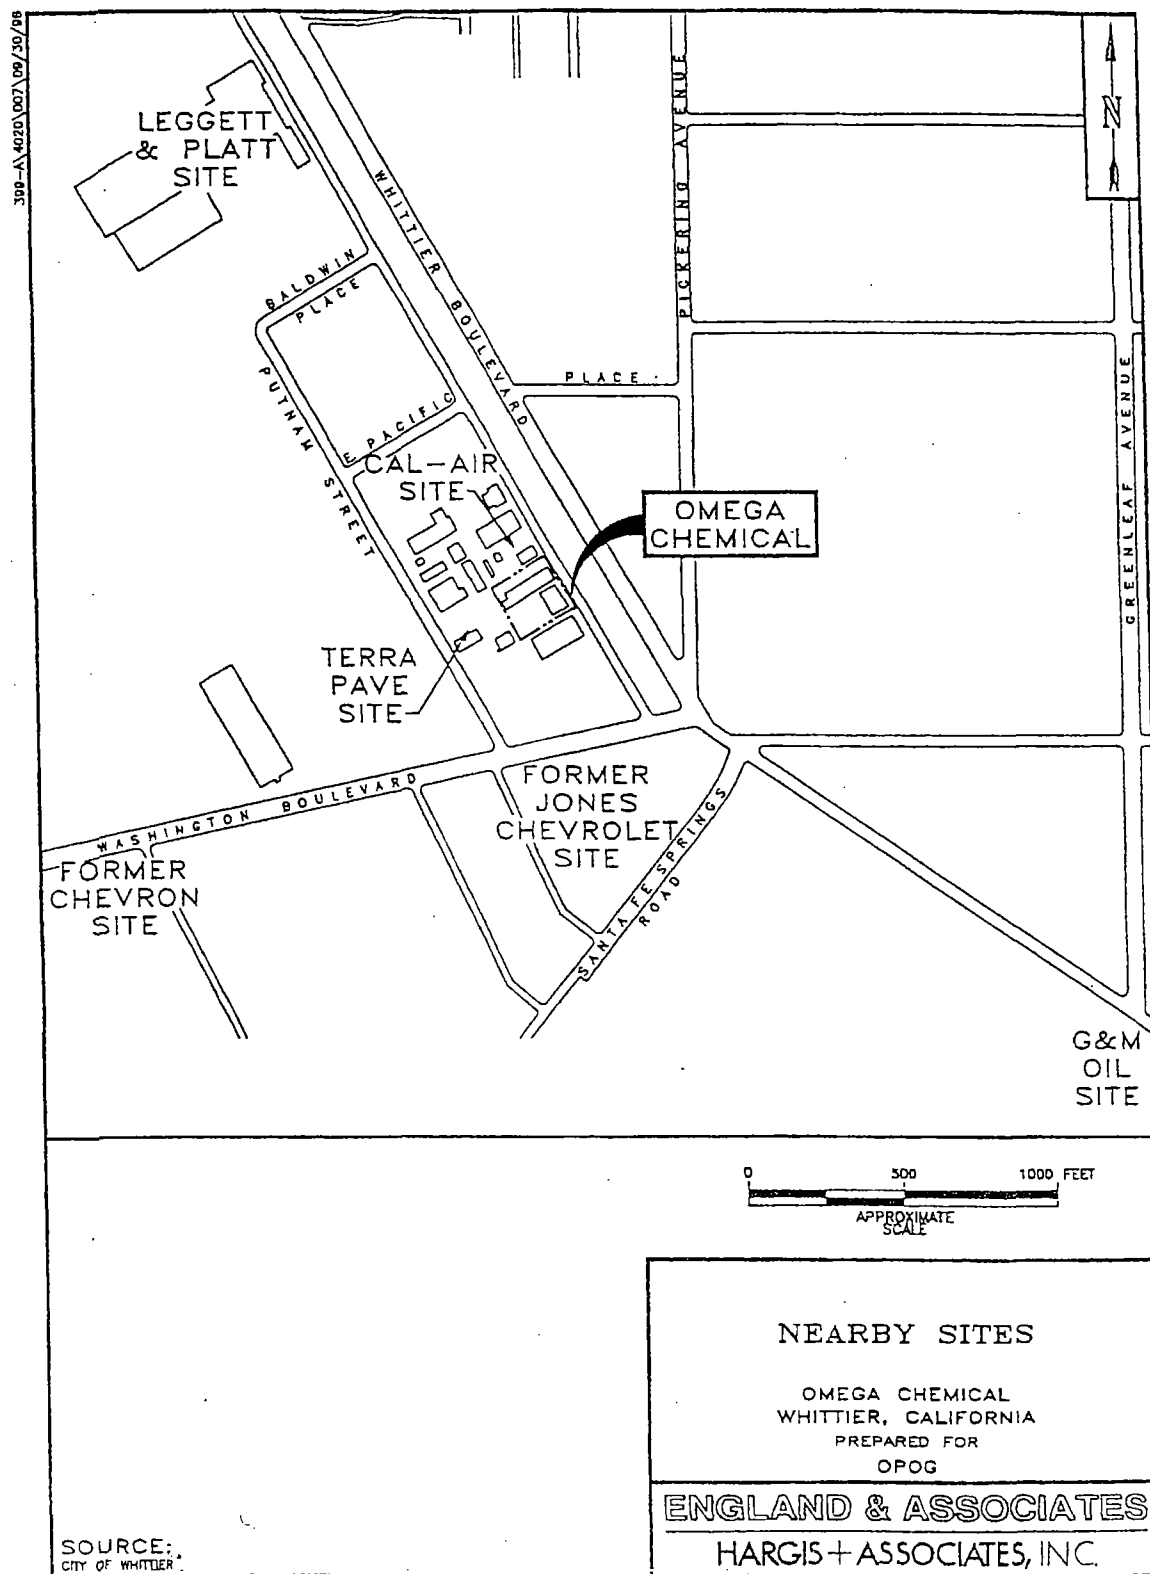 399-A\4020\007\09/30/96
N
LEGGETT
& PLATT
SITE
WHITTIER BOULEVARD
PICKERING AVENUE
BALDWIN
PLACE
PLACE
GREENLEAF AVENUE
PUTNAM STREET
E PACIFIC
CAL-AIR
SITE
OMEGA
CHEMICAL
TERRA
PAVE
SITE
WASHINGTON BOULEVARD
FORMER
JONES
CHEVROLET
SITE
SANTA FE SPRINGS
ROAD
FORMER
CHEVRON
SITE
G&M
OIL
SITE
0 500 1000 FEET
APPROXIMATE
SCALE
NEARBY SITES
OMEGA CHEMICAL
WHITTIER, CALIFORNIA
PREPARED FOR
OPOG
ENGLAND & ASSOCIATES
HARGIS+ASSOCIATES, INC.
SOURCE:
CITY OF WHITTIER